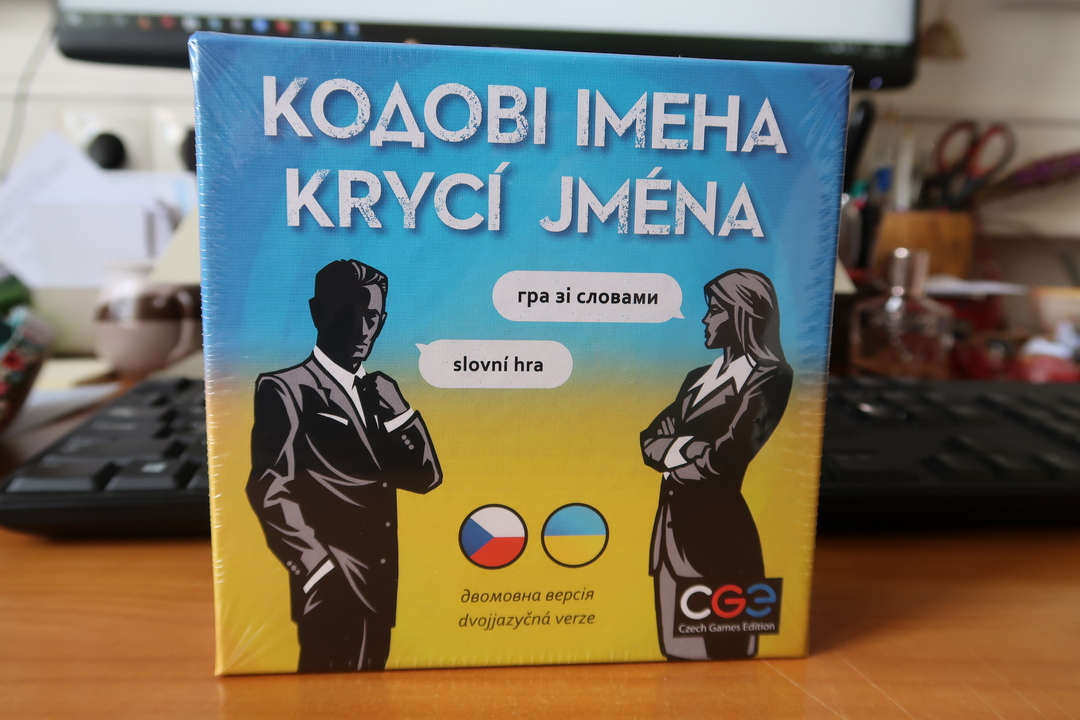 КОДОВІ ІМЕНА
KRYCÍ JMÉNA
гра зі словами
slovní hra
двомовна версія
dvojjazyčná verze
CGE
Czech Games Edition